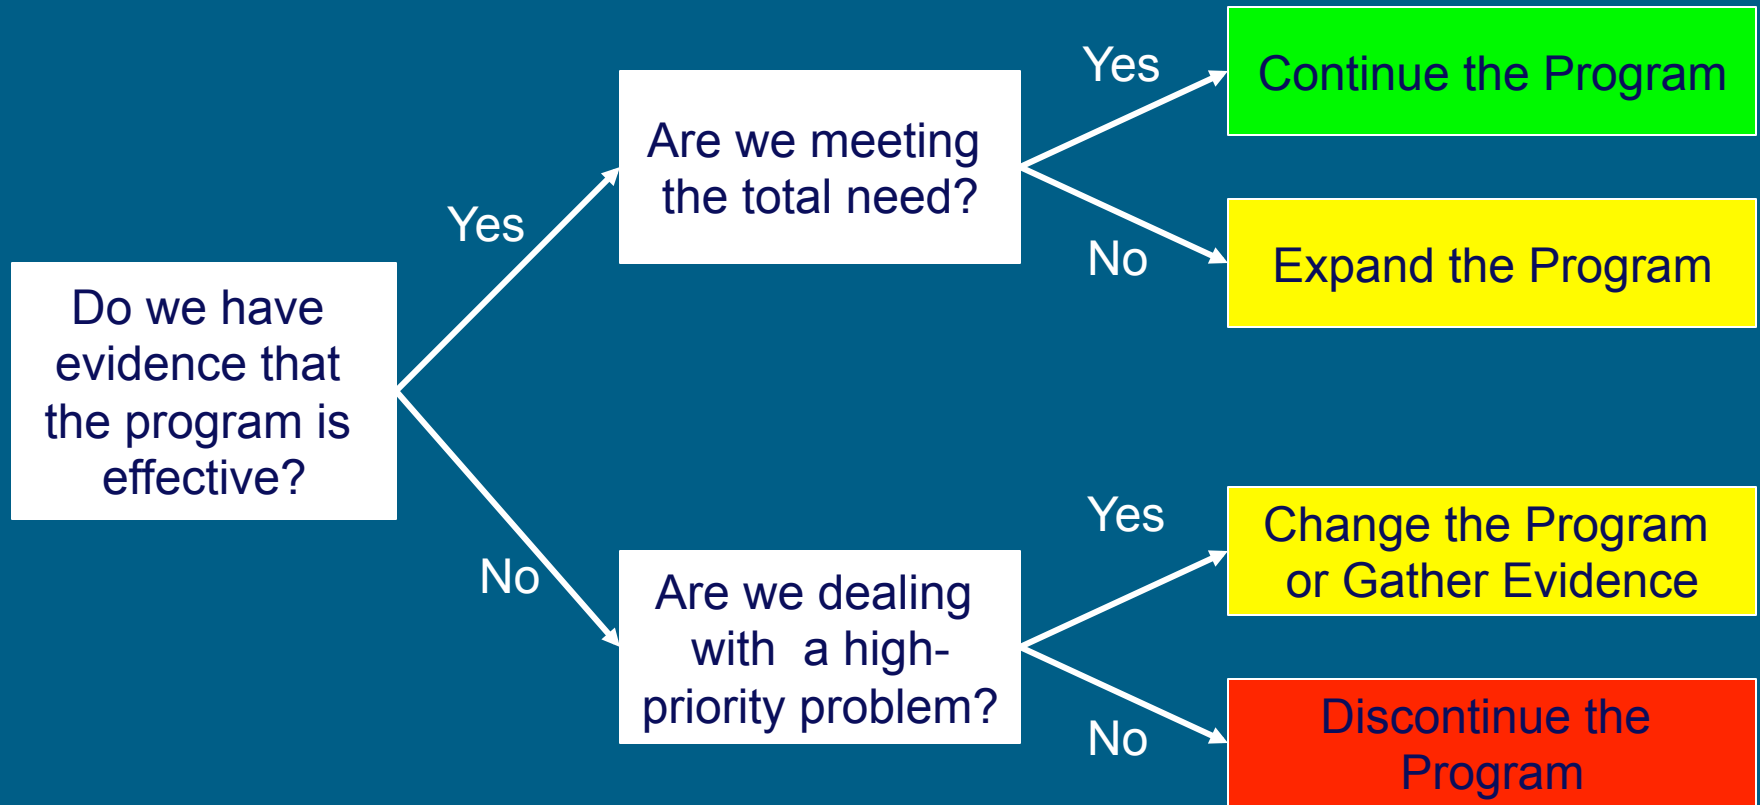 Do we have
evidence that
the program is
effective?
Yes
No
Are we meeting
the total need?
Yes
No
Are we dealing
with  a high-
priority problem?
Yes
No
Continue the Program
Expand the Program
Change the Program
or Gather Evidence
Discontinue the
Program